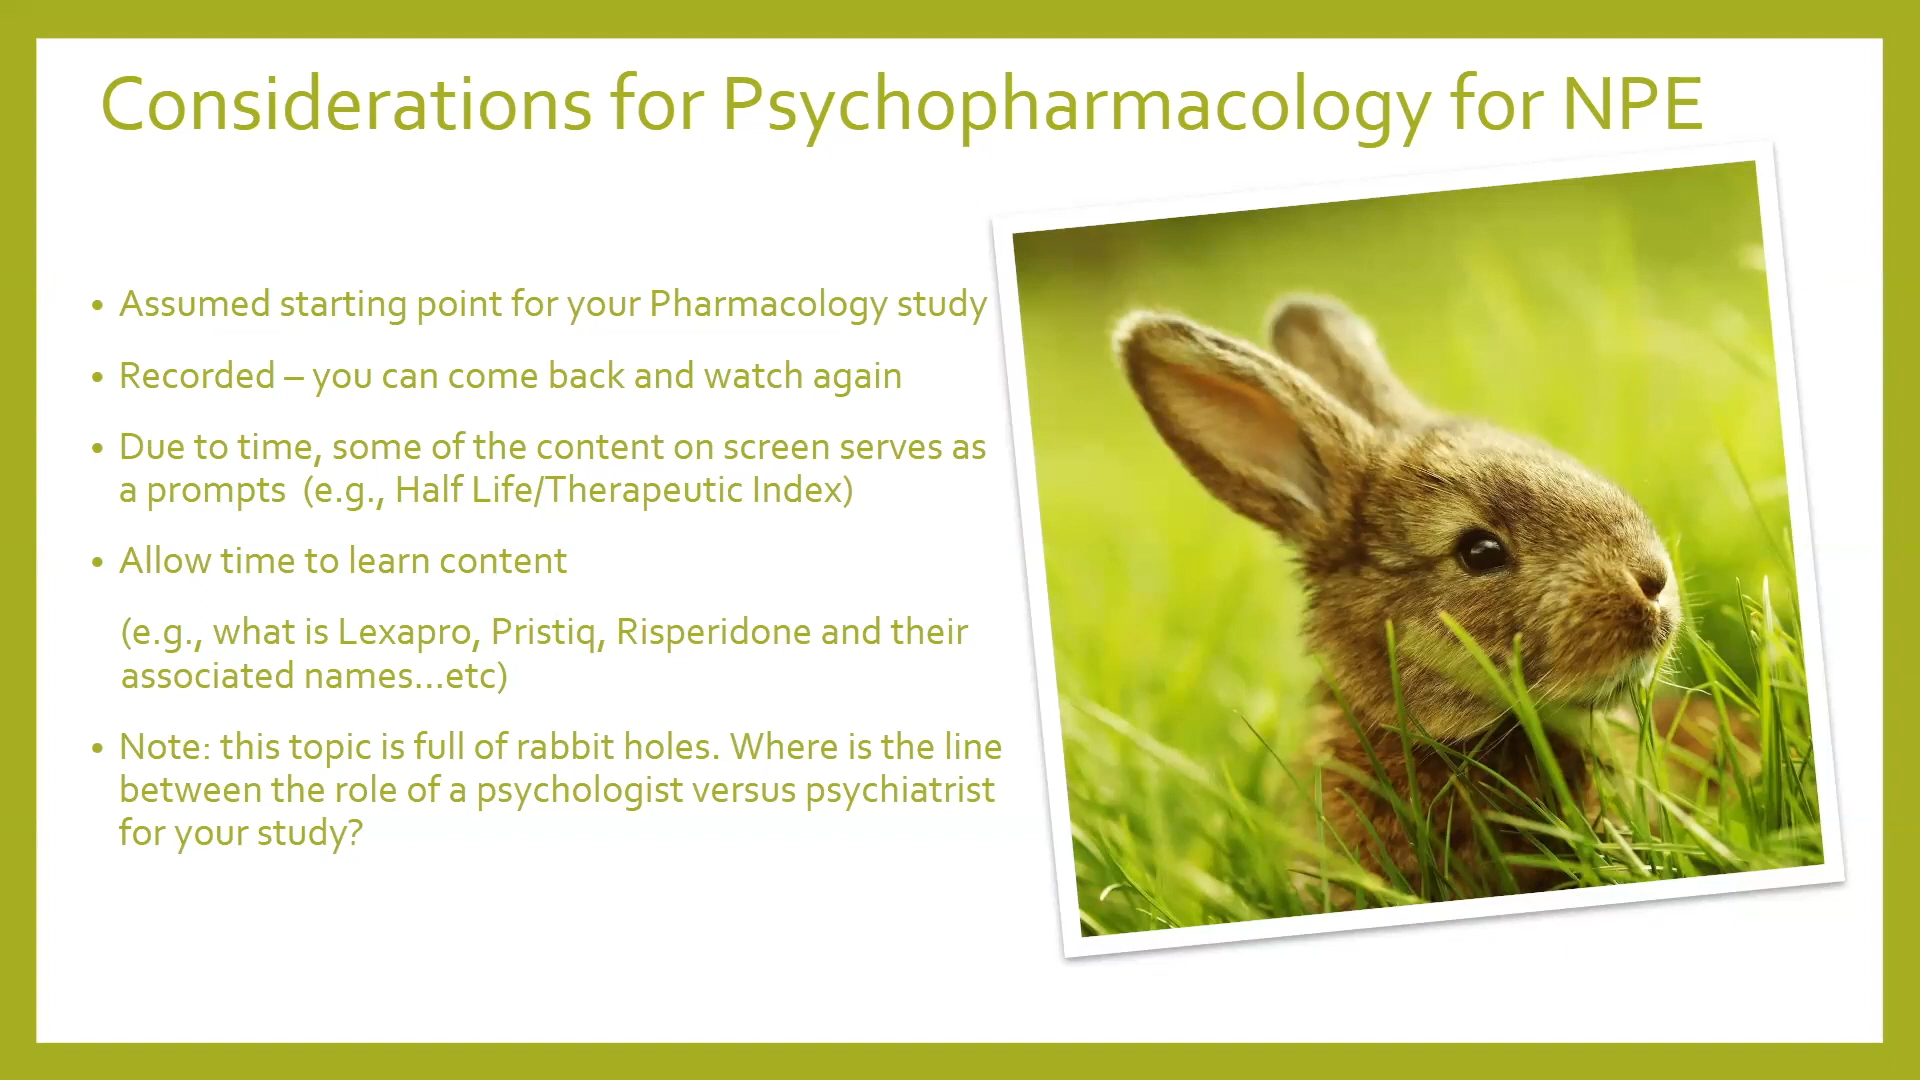 Considerations for Psychopharmacology for NPE
• Assumed starting point for your Pharmacology study
• Recorded – you can come back and watch again
• Due to time, some of the content on screen serves as
a prompts  (e.g., Half Life/Therapeutic Index)
• Allow time to learn content
(e.g., what is Lexapro, Pristiq, Risperidone and their
associated names...etc)
• Note: this topic is full of rabbit holes. Where is the line
between the role of a psychologist versus psychiatrist
for your study?